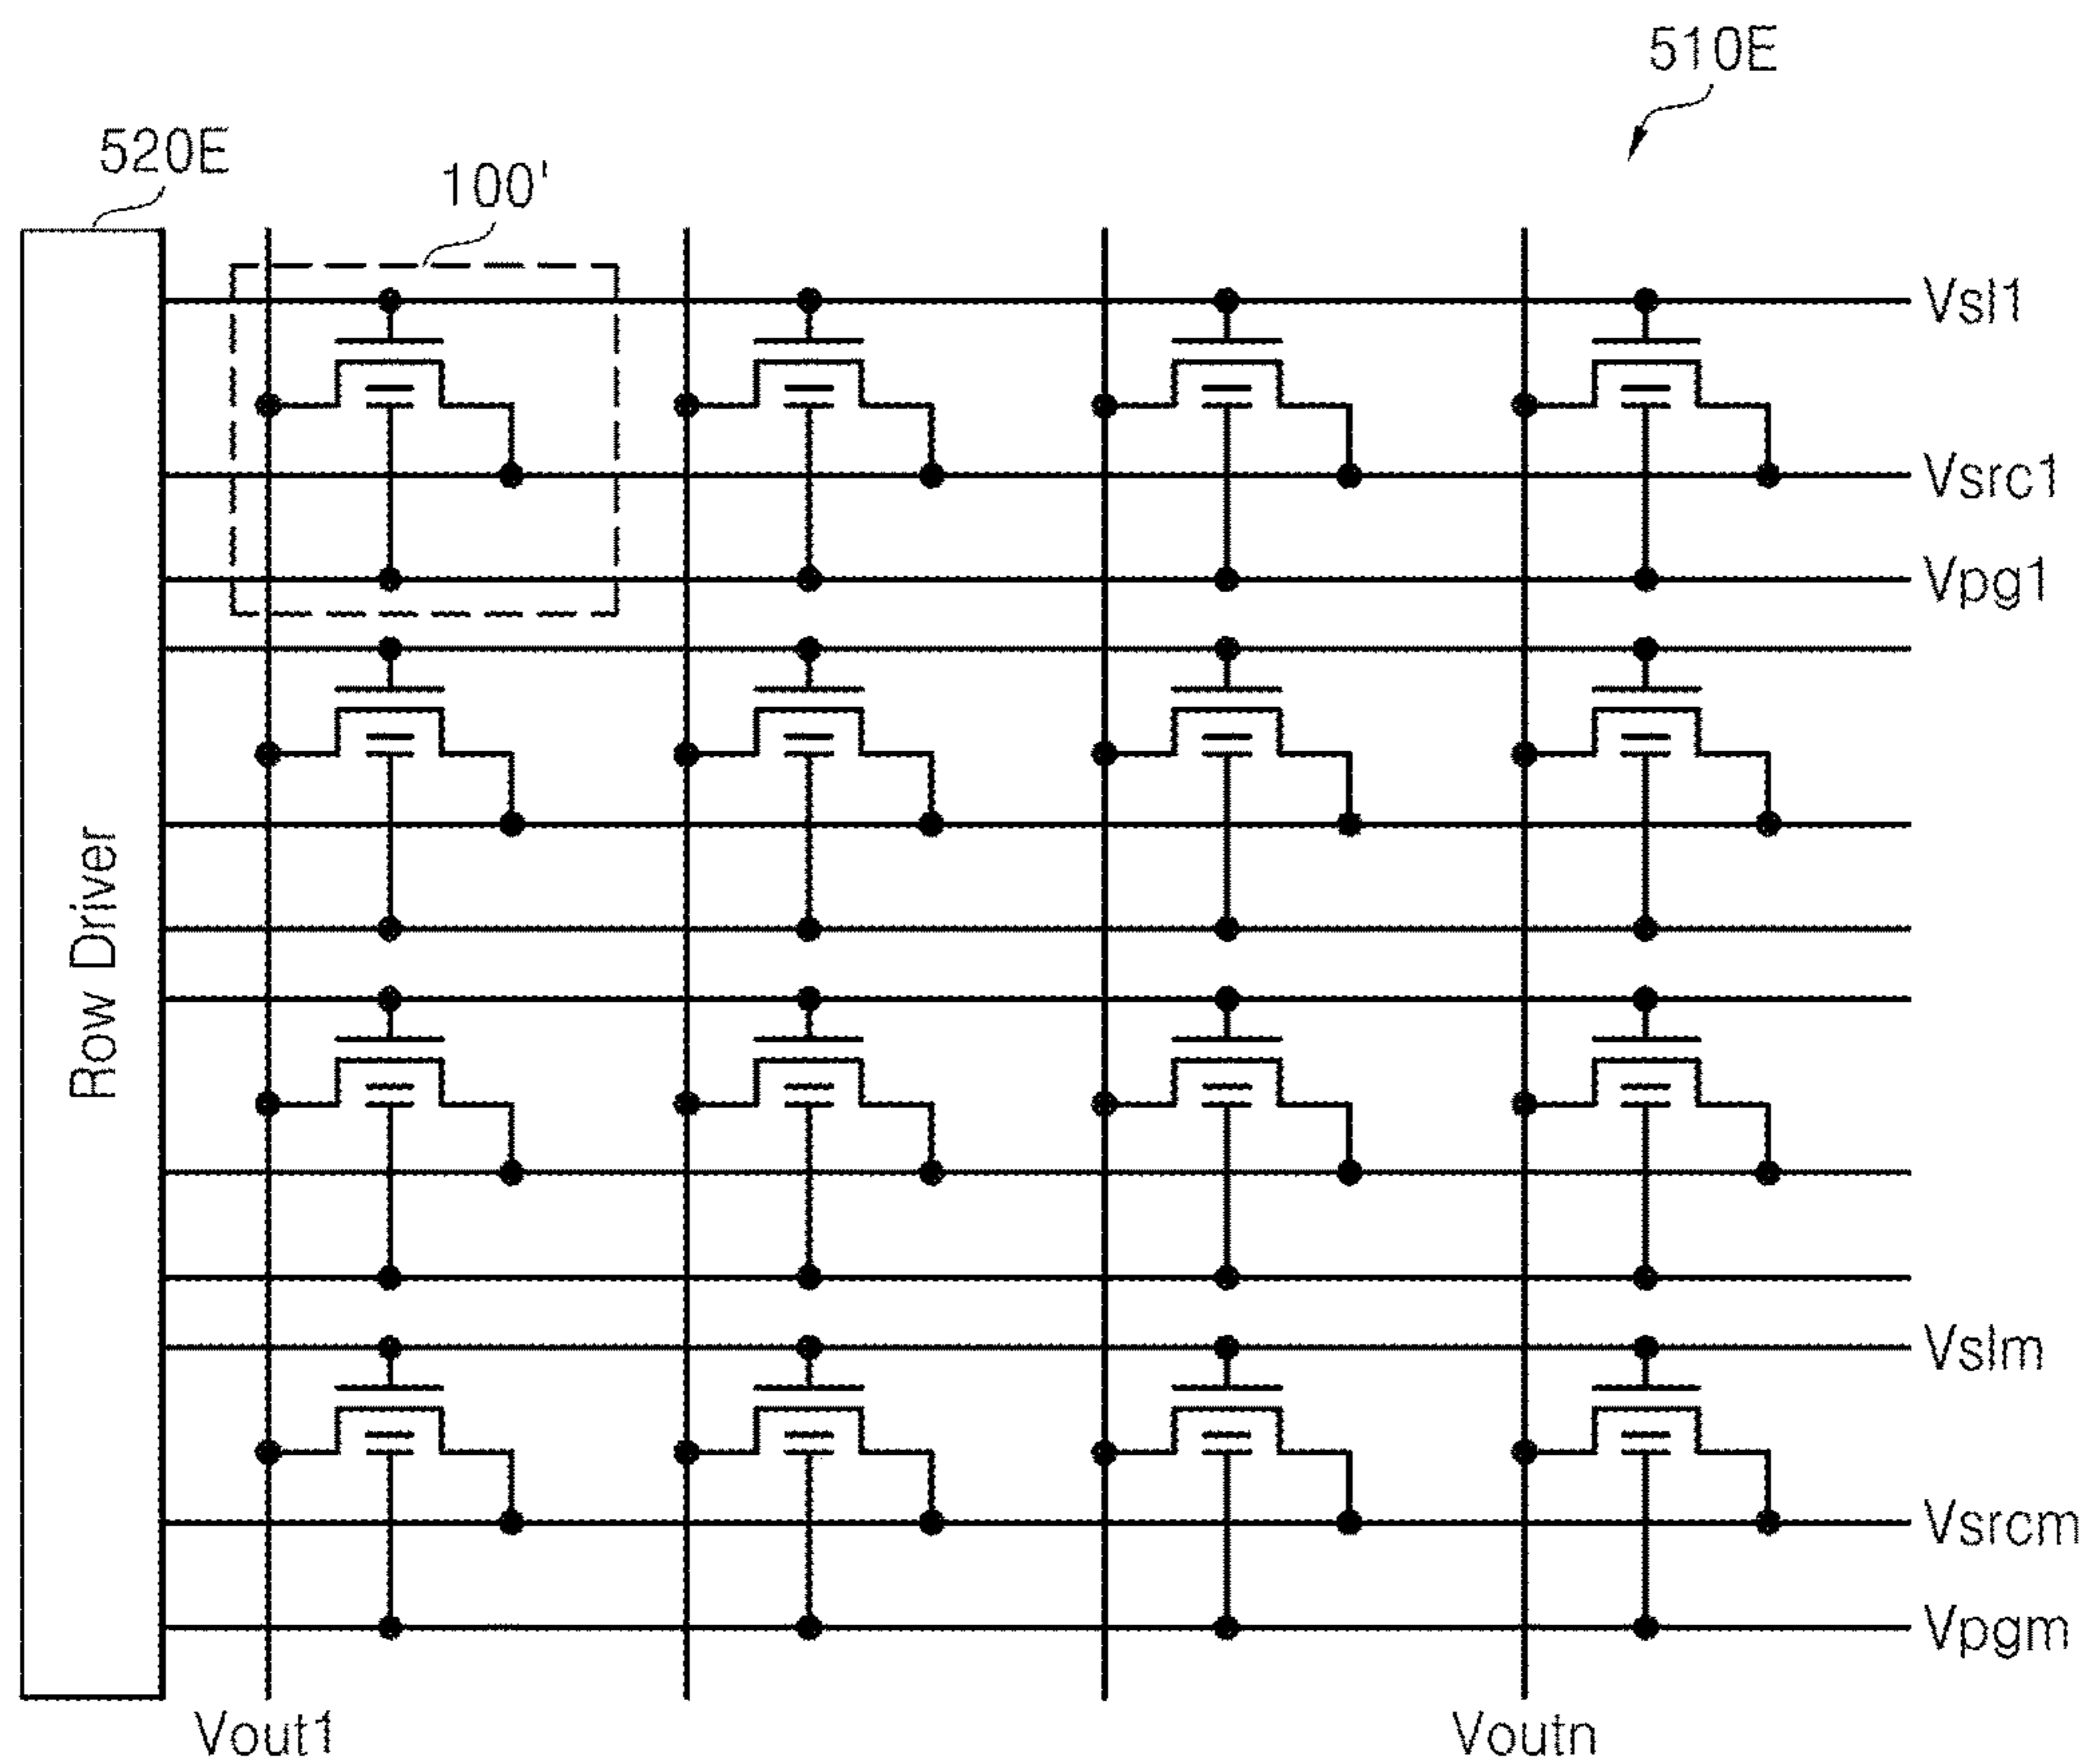 510E
520E
100'
Vsl1
Vsrc1
Vpg1
Row Driver
Vslm
Vsrcm
Vpgm
Vout1
Voutn